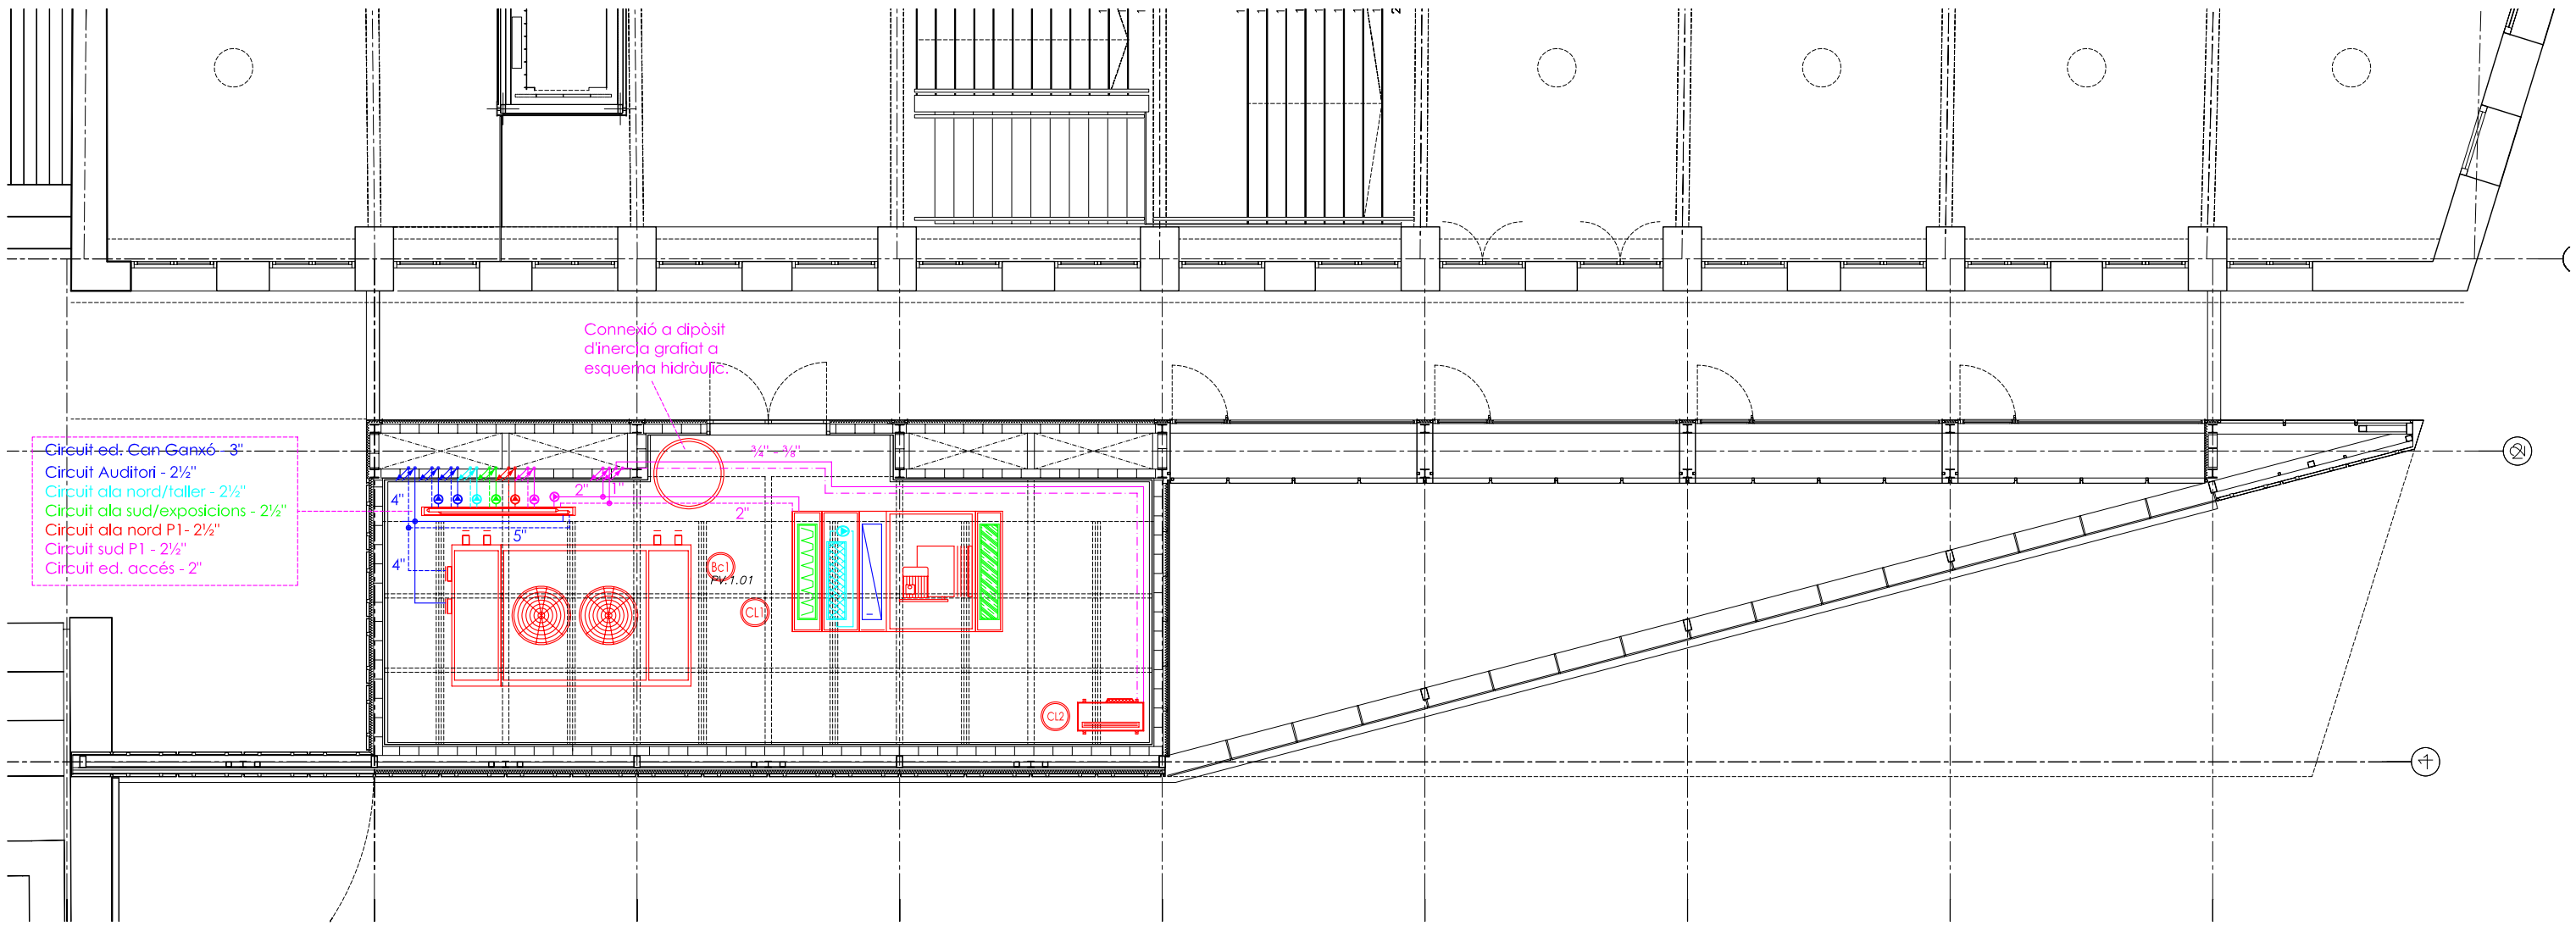 Connexió a dipòsit
d'inercia grafiat a
esquema hidràulic.
Circuit ed. Can Ganxó - 3"
Circuit Auditori - 2½"
Circuit ala nord/taller - 2½"
Circuit ala sud/exposicions - 2½"
Circuit ala nord P1- 2½"
Circuit sud P1 - 2½"
Circuit ed. accés - 2"
¾" - ⅜"
4"
2"
1"
2"
5"
4"
Bc1
PV.1.01
CL1
CL2